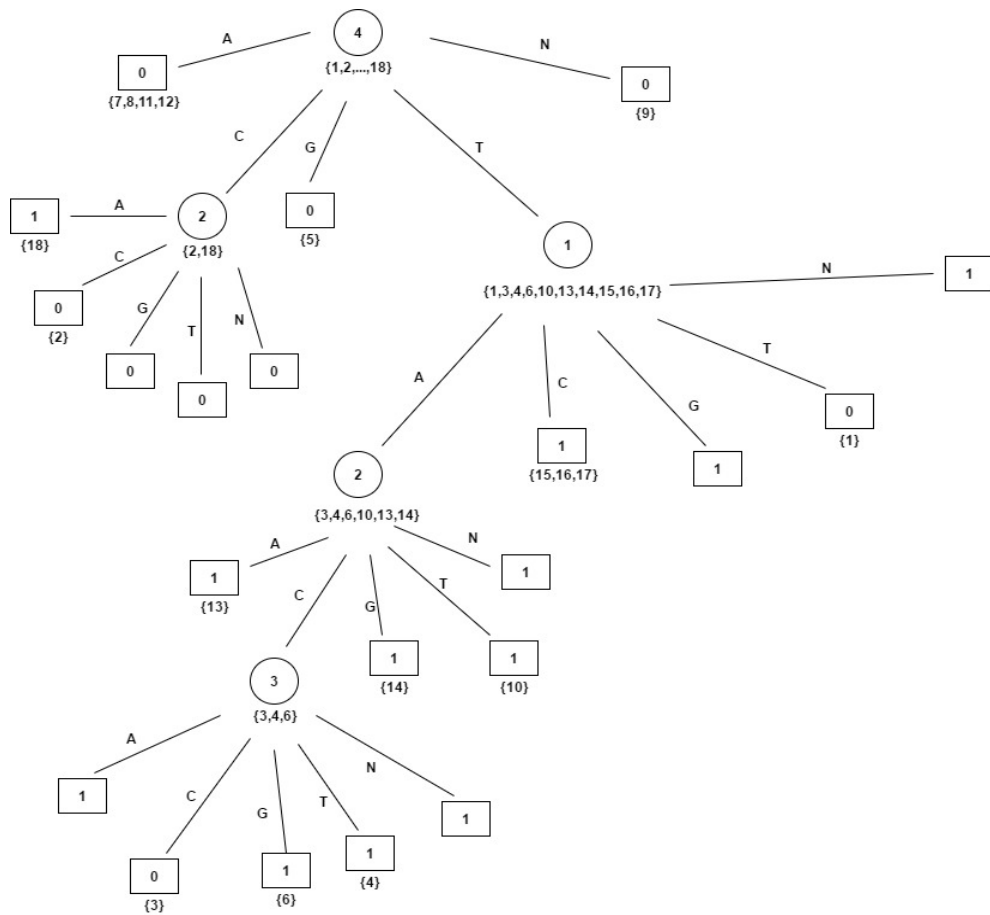 4
A
N
0
{1,2,...,18}
0
{7,8,11,12}
{9}
C
G
T
1
A
2
0
{18}
{2,18}
{5}
1
C
{1,3,4,6,10,13,14,15,16,17}
N
1
0
G
T
N
{2}
0
0
0
A
C
G
T
0
{1}
1
{15,16,17}
1
2
{3,4,6,10,13,14}
A
N
1
1
{13}
C
G
T
1
1
{14}
{10}
3
{3,4,6}
A
C
G
T
N
1
1
0
1
1
{3}
{6}
{4}